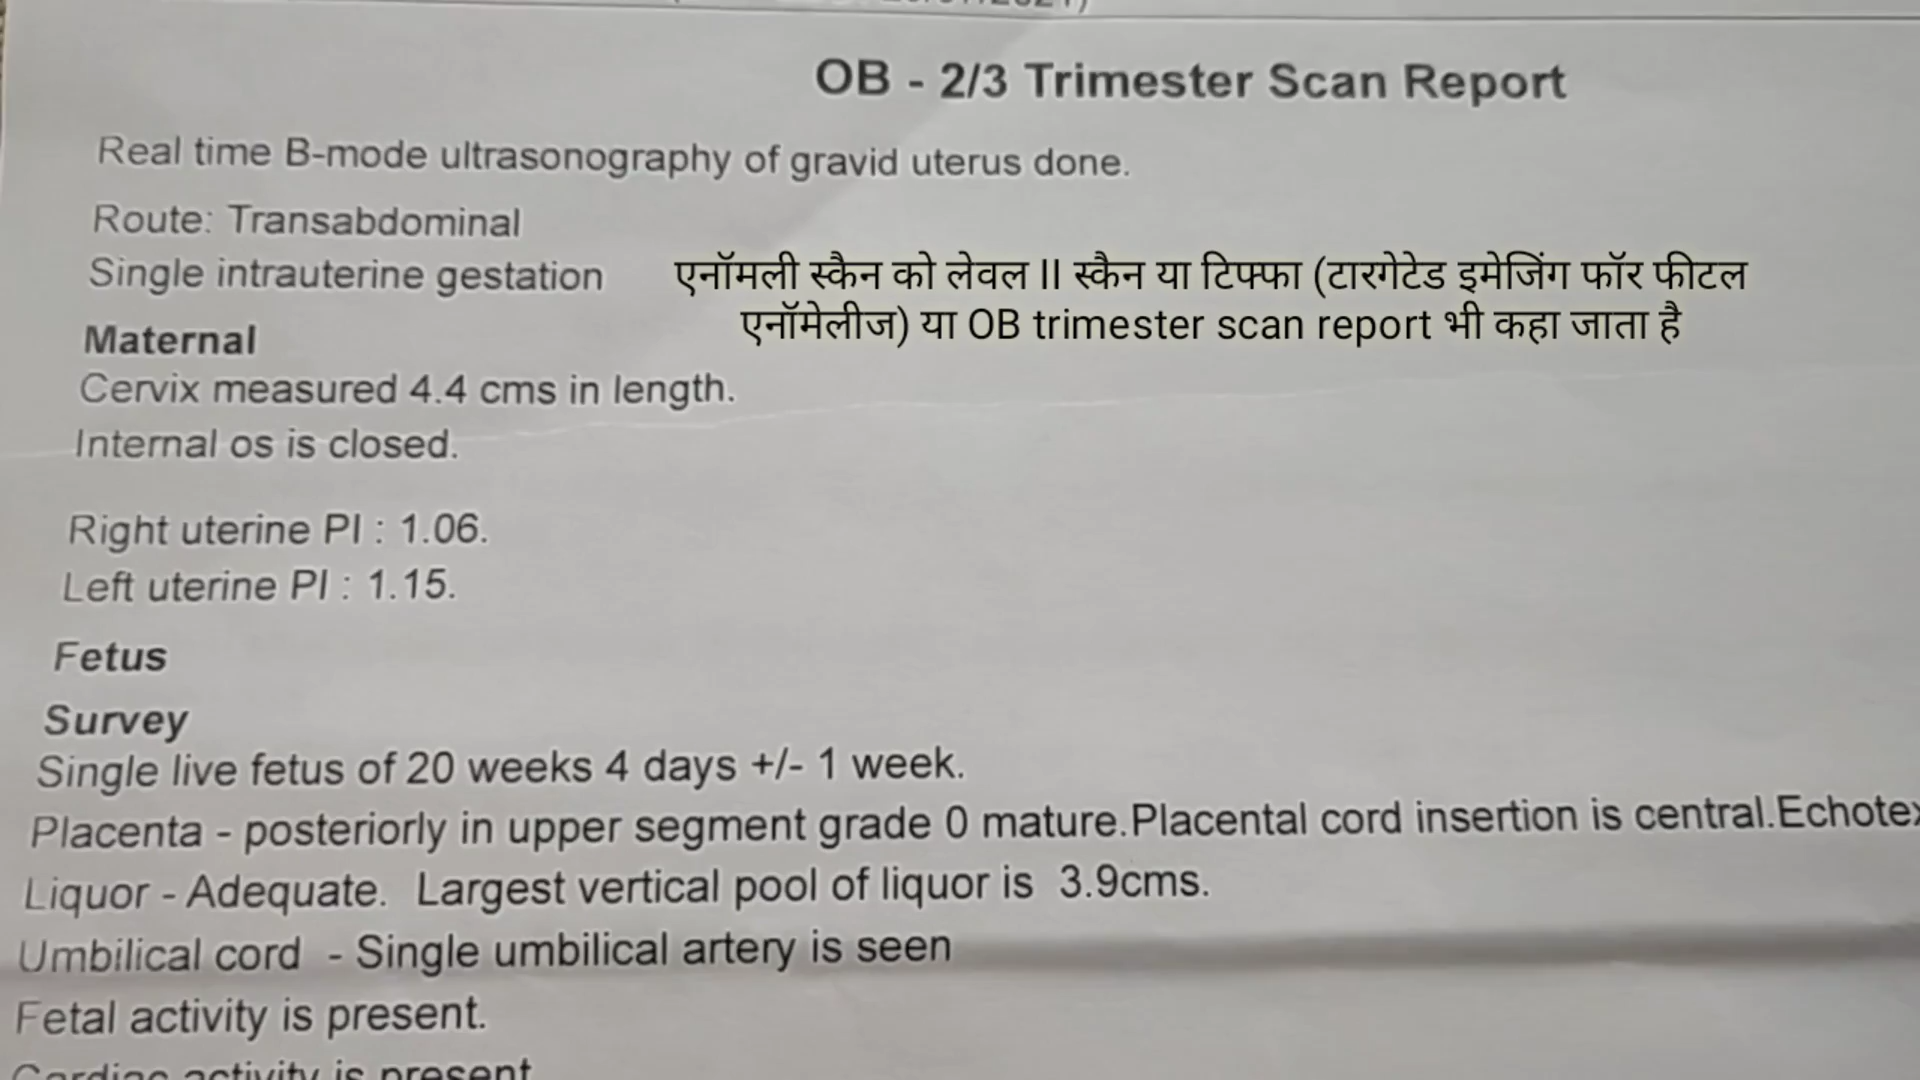 OB - 2/3 Trimester Scan Report
Real time B-mode ultrasonography of gravid uterus done.
Route: Transabdominal
Single intrauterine gestation
एनॉमली स्कैन को लेवल II स्कैन या टिफ्फा (टारगेटेड इमेजिंग फॉर फीटल
एनॉमेलीज) या OB trimester scan report भी कहा जाता है
Maternal
Cervix measured 4.4 cms in length.
Internal os is closed.
Right uterine PI : 1.06.
Left uterine PI : 1.15.
Fetus
Survey
Single live fetus of 20 weeks 4 days +/- 1 week.
Placenta - posteriorly in upper segment grade 0 mature.Placental cord insertion is central.
Liquor - Adequate. Largest vertical pool of liquor is 3.9cms.
Umbilical cord - Single umbilical artery is seen
Fetal activity is present.
Cardiac activity is present